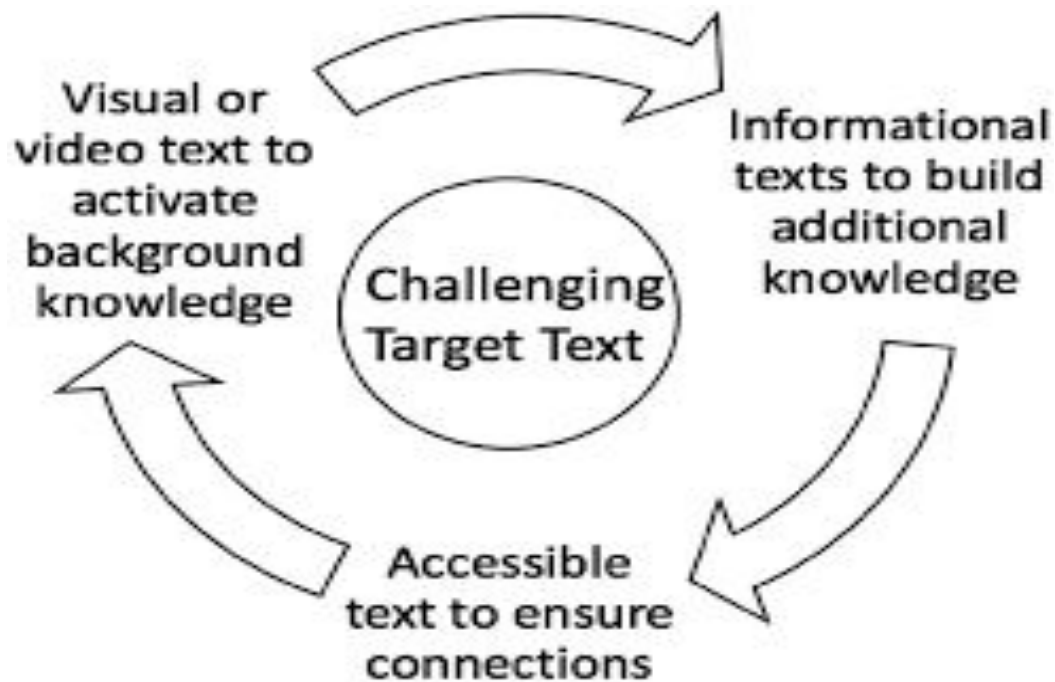 Visual or
video text to
activate
background
knowledge
Informational
texts to build
additional
knowledge
Challenging
Target Text
Accessible
text to ensure
connections